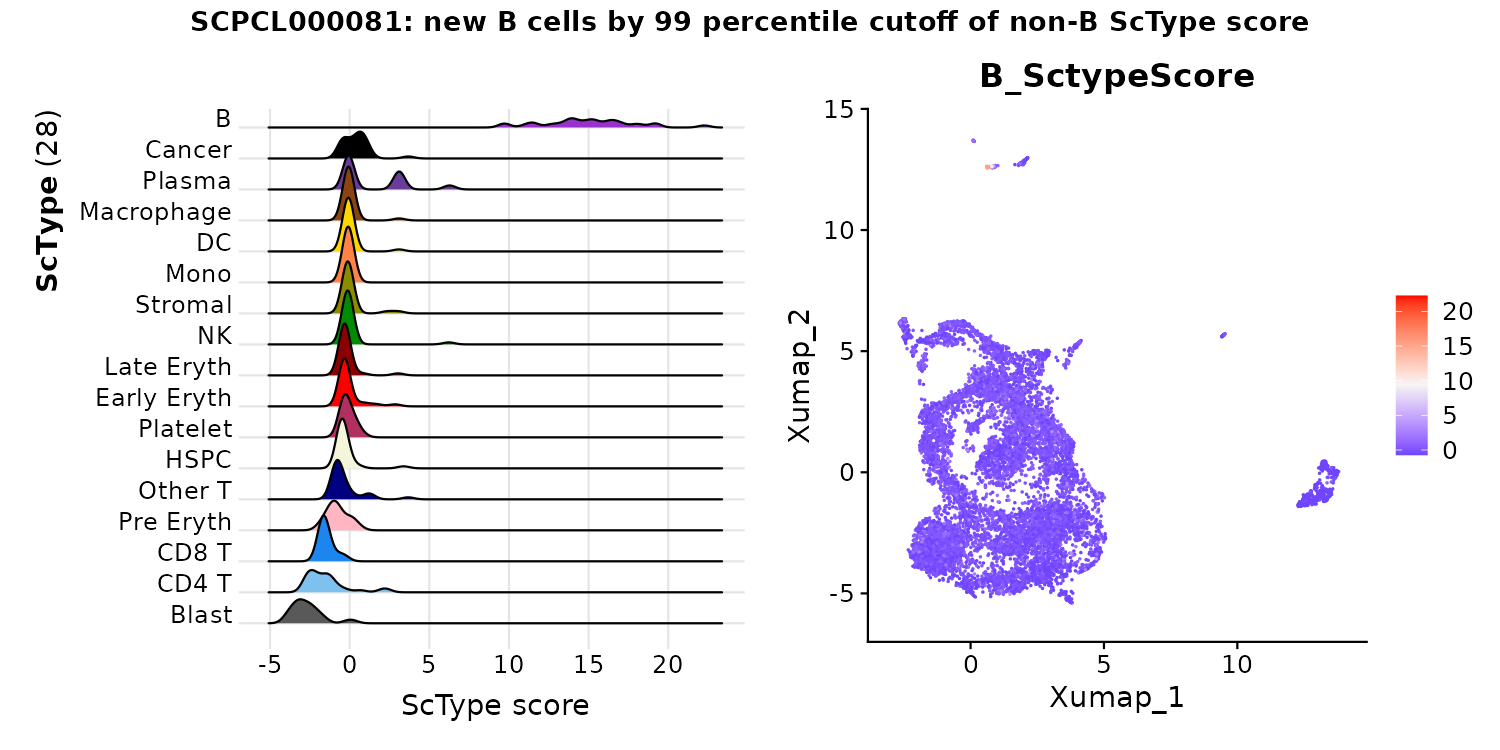 SCPCL000081: new B cells by 99 percentile cutoff of non-B ScType score
ScType (28)
B
Cancer
Plasma
Macrophage
DC
Mono
Stromal
NK
Late Eryth
Early Eryth
Platelet
HSPC
Other T
Pre Eryth
CD8 T
CD4 T
Blast
-5 0 5 10 15 20
ScType score
B_SctypeScore
Xumap_2
15
10
5
0
-5
0 5 10
Xumap_1
20
15
10
5
0